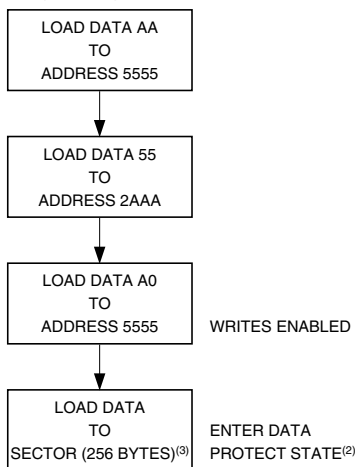 LOAD DATA AA
TO
ADDRESS 5555
LOAD DATA 55
TO
ADDRESS 2AAA
LOAD DATA A0
TO
ADDRESS 5555
WRITES ENABLED
LOAD DATA
TO
SECTOR (256 BYTES)(3)
ENTER DATA
PROTECT STATE(2)